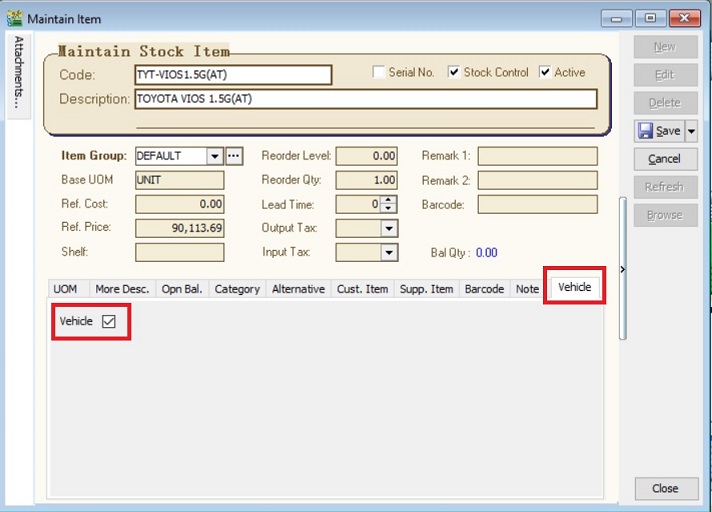 Maintain Item
Attachments...
Maintain Stock Item
Code: TYT-VIOS1.5G(AT) Serial No. Stock Control Active
Description: TOYOTA VIOS 1.5G(AT)
Item Group: DEFAULT Reorder Level: 0.00 Remark 1:
Base UOM UNIT Reorder Qty: 1.00 Remark 2:
Ref. Cost: 0.00 Lead Time: 0 Barcode:
Ref. Price: 90,113.69 Output Tax:
Shelf: Input Tax: Bal Qty : 0.00
UOM More Desc. Opn Bal. Category Alternative Cust. Item Supp. Item Barcode Note Vehicle
Vehicle
New
Edit
Delete
Save
Cancel
Refresh
Browse
Close